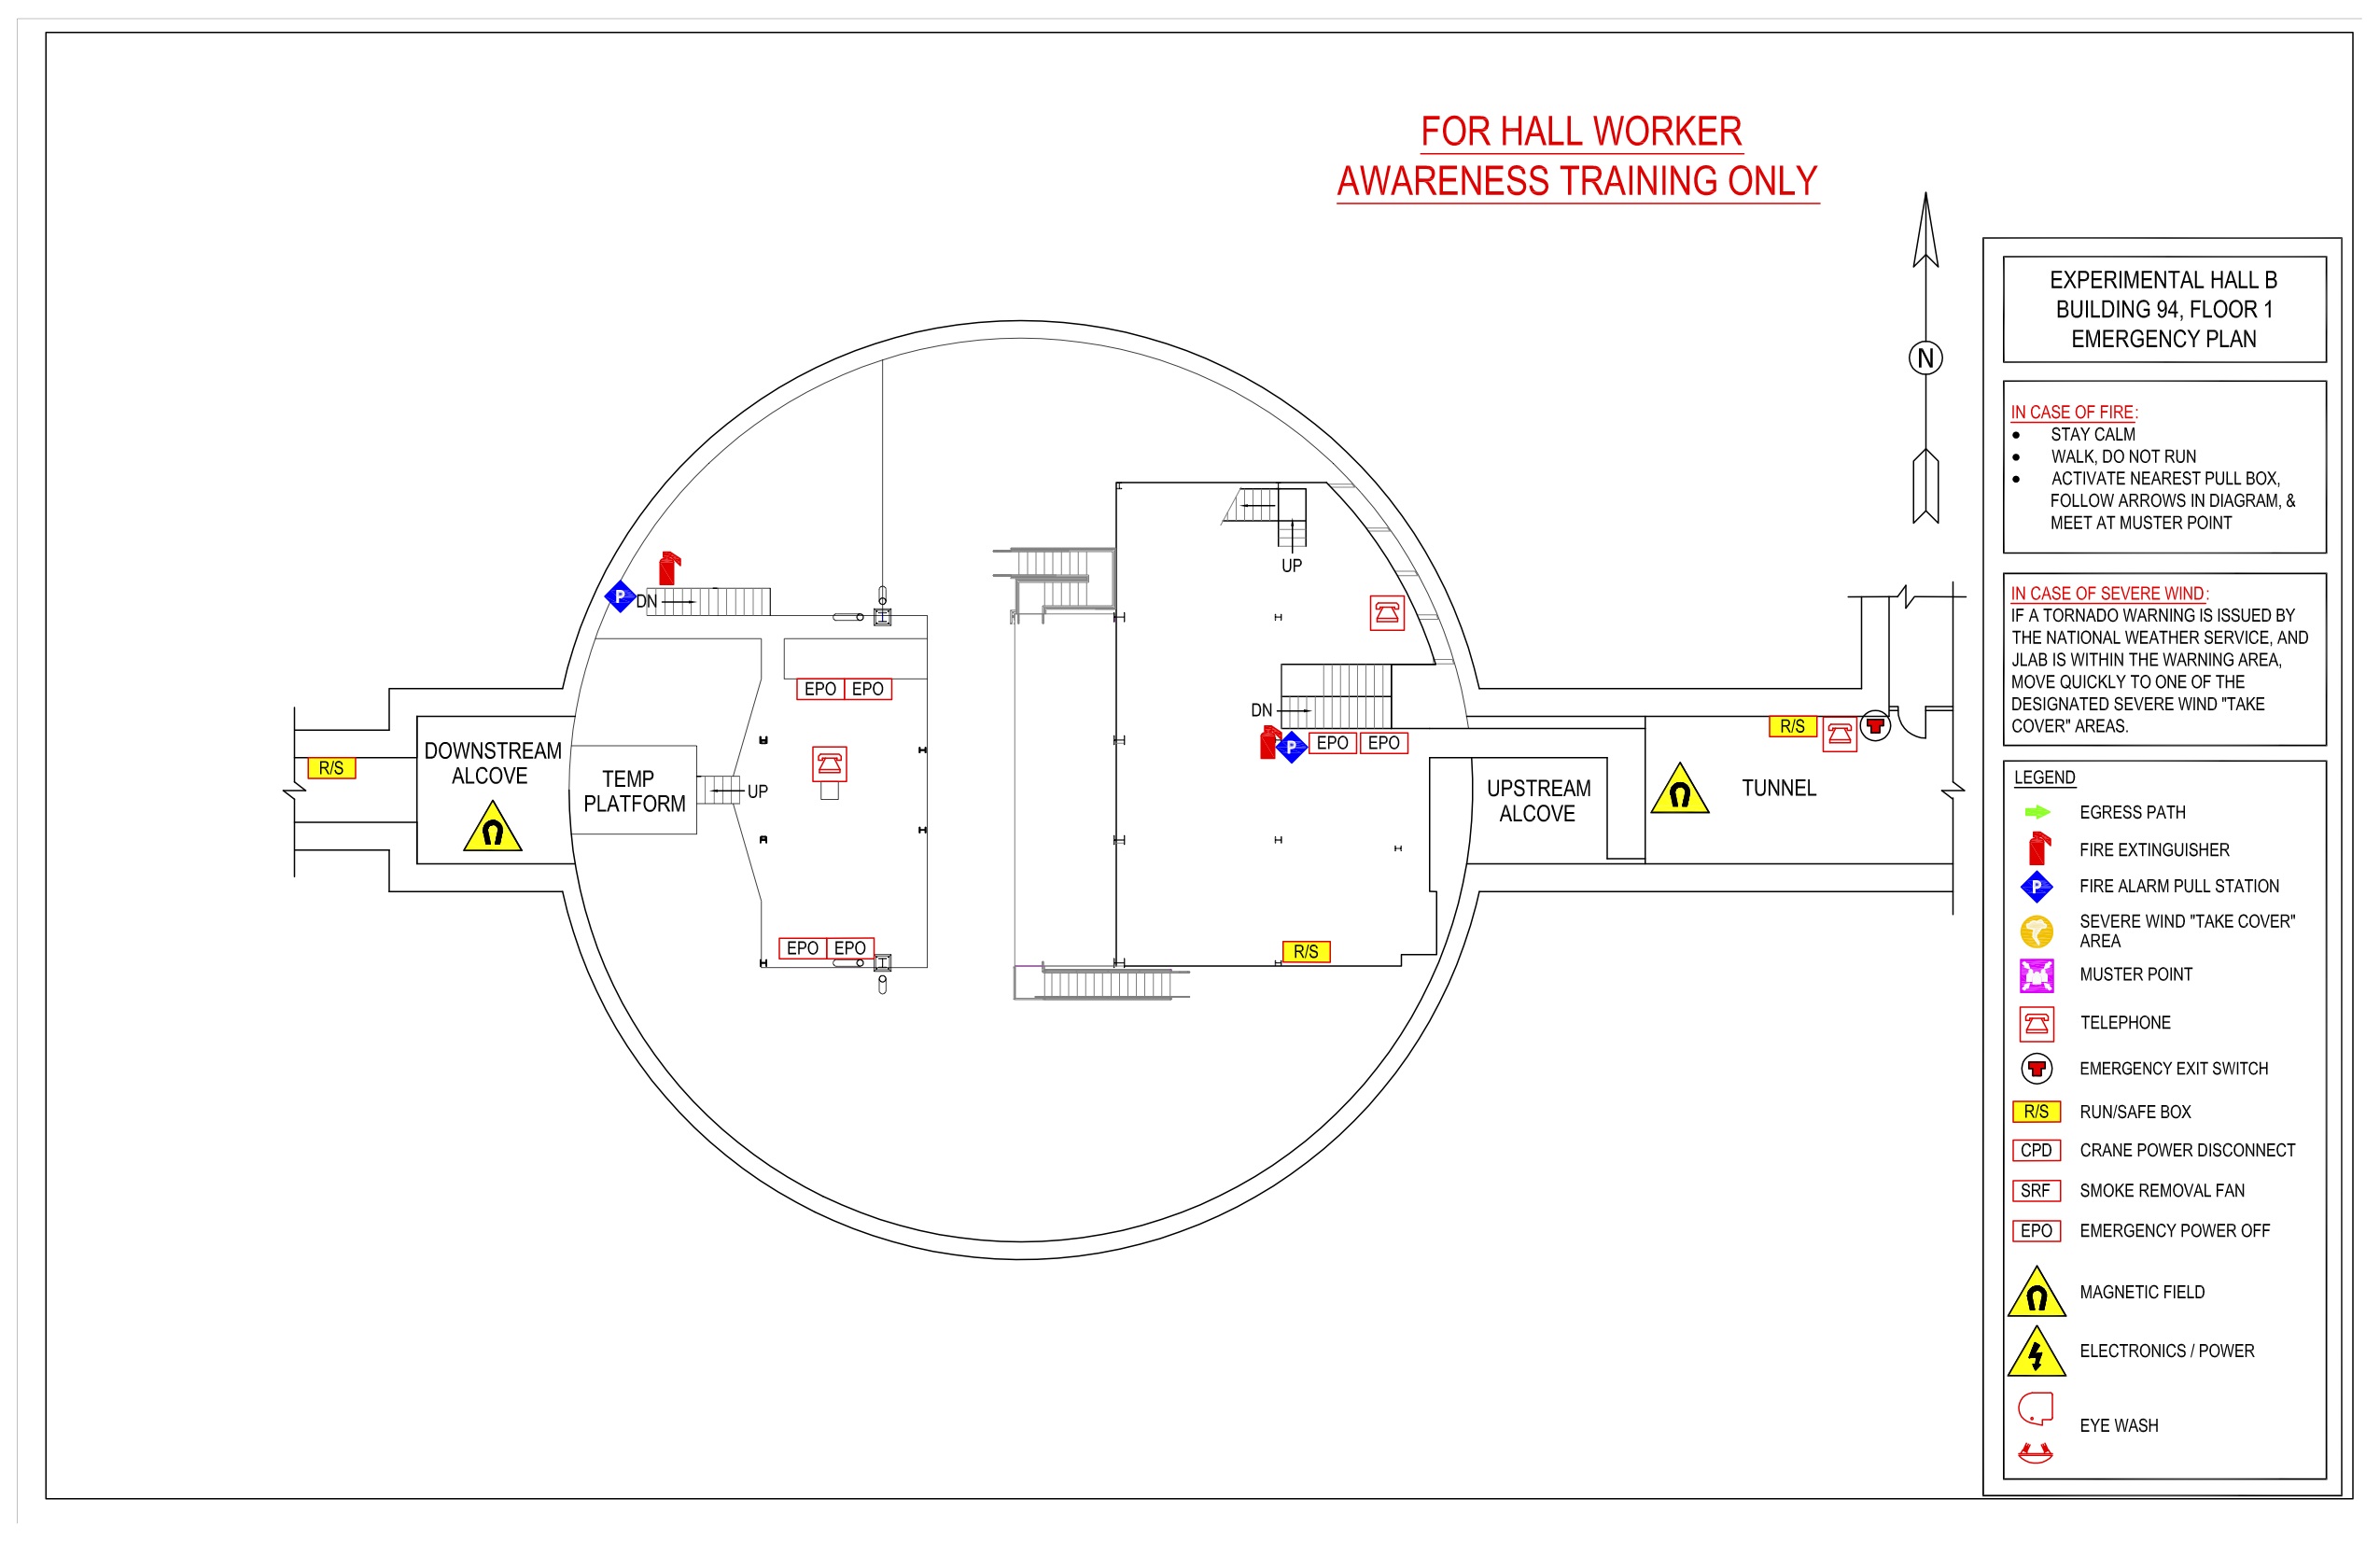 FOR HALL WORKER
AWARENESS TRAINING ONLY
N
EXPERIMENTAL HALL B
BUILDING 94, FLOOR 1
EMERGENCY PLAN
IN CASE OF FIRE:
● STAY CALM
● WALK, DO NOT RUN
● ACTIVATE NEAREST PULL BOX,
FOLLOW ARROWS IN DIAGRAM, &
MEET AT MUSTER POINT
IN CASE OF SEVERE WIND:
IF A TORNADO WARNING IS ISSUED BY
THE NATIONAL WEATHER SERVICE, AND
JLAB IS WITHIN THE WARNING AREA,
MOVE QUICKLY TO ONE OF THE
DESIGNATED SEVERE WIND "TAKE
COVER" AREAS.
LEGEND
EGRESS PATH
FIRE EXTINGUISHER
P FIRE ALARM PULL STATION
SEVERE WIND "TAKE COVER"
AREA
MUSTER POINT
TELEPHONE
EMERGENCY EXIT SWITCH
R/S RUN/SAFE BOX
CPD CRANE POWER DISCONNECT
SRF SMOKE REMOVAL FAN
EPO EMERGENCY POWER OFF
MAGNETIC FIELD
ELECTRONICS / POWER
EYE WASH
UP
P DN
EPO EPO
DN
R/S
P EPO EPO
R/S
DOWNSTREAM
ALCOVE
TEMP
PLATFORM
UP
UPSTREAM
ALCOVE
TUNNEL
EPO EPO
R/S